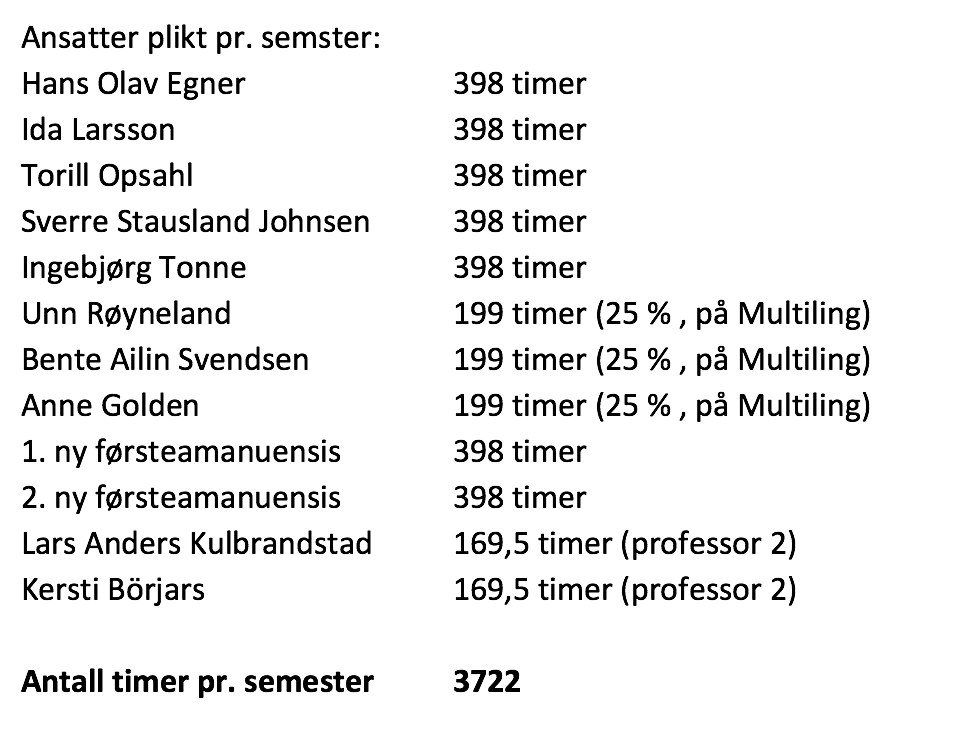 Ansatter plikt pr. semster:
Hans Olav Egner 398 timer
Ida Larsson 398 timer
Torill Opsahl 398 timer
Sverre Stausland Johnsen 398 timer
Ingebjørg Tonne 398 timer
Unn Røyneland 199 timer (25 % , på Multiling)
Bente Ailin Svendsen 199 timer (25 % , på Multiling)
Anne Golden 199 timer (25 % , på Multiling)
1. ny førsteamanuensis 398 timer
2. ny førsteamanuensis 398 timer
Lars Anders Kulbrandstad 169,5 timer (professor 2)
Kersti Börjars 169,5 timer (professor 2)
Antall timer pr. semester 3722